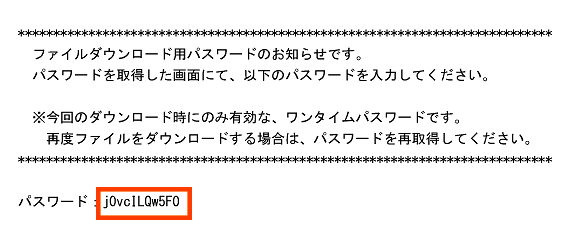 ****************************************************************************
ファイルダウンロード用パスワードのお知らせです。
パスワードを取得した画面にて、以下のパスワードを入力してください。
※今回のダウンロード時にのみ有効な、ワンタイムパスワードです。
再度ファイルをダウンロードする場合は、パスワードを再取得してください。
****************************************************************************
パスワード：jOvcILQw5FO